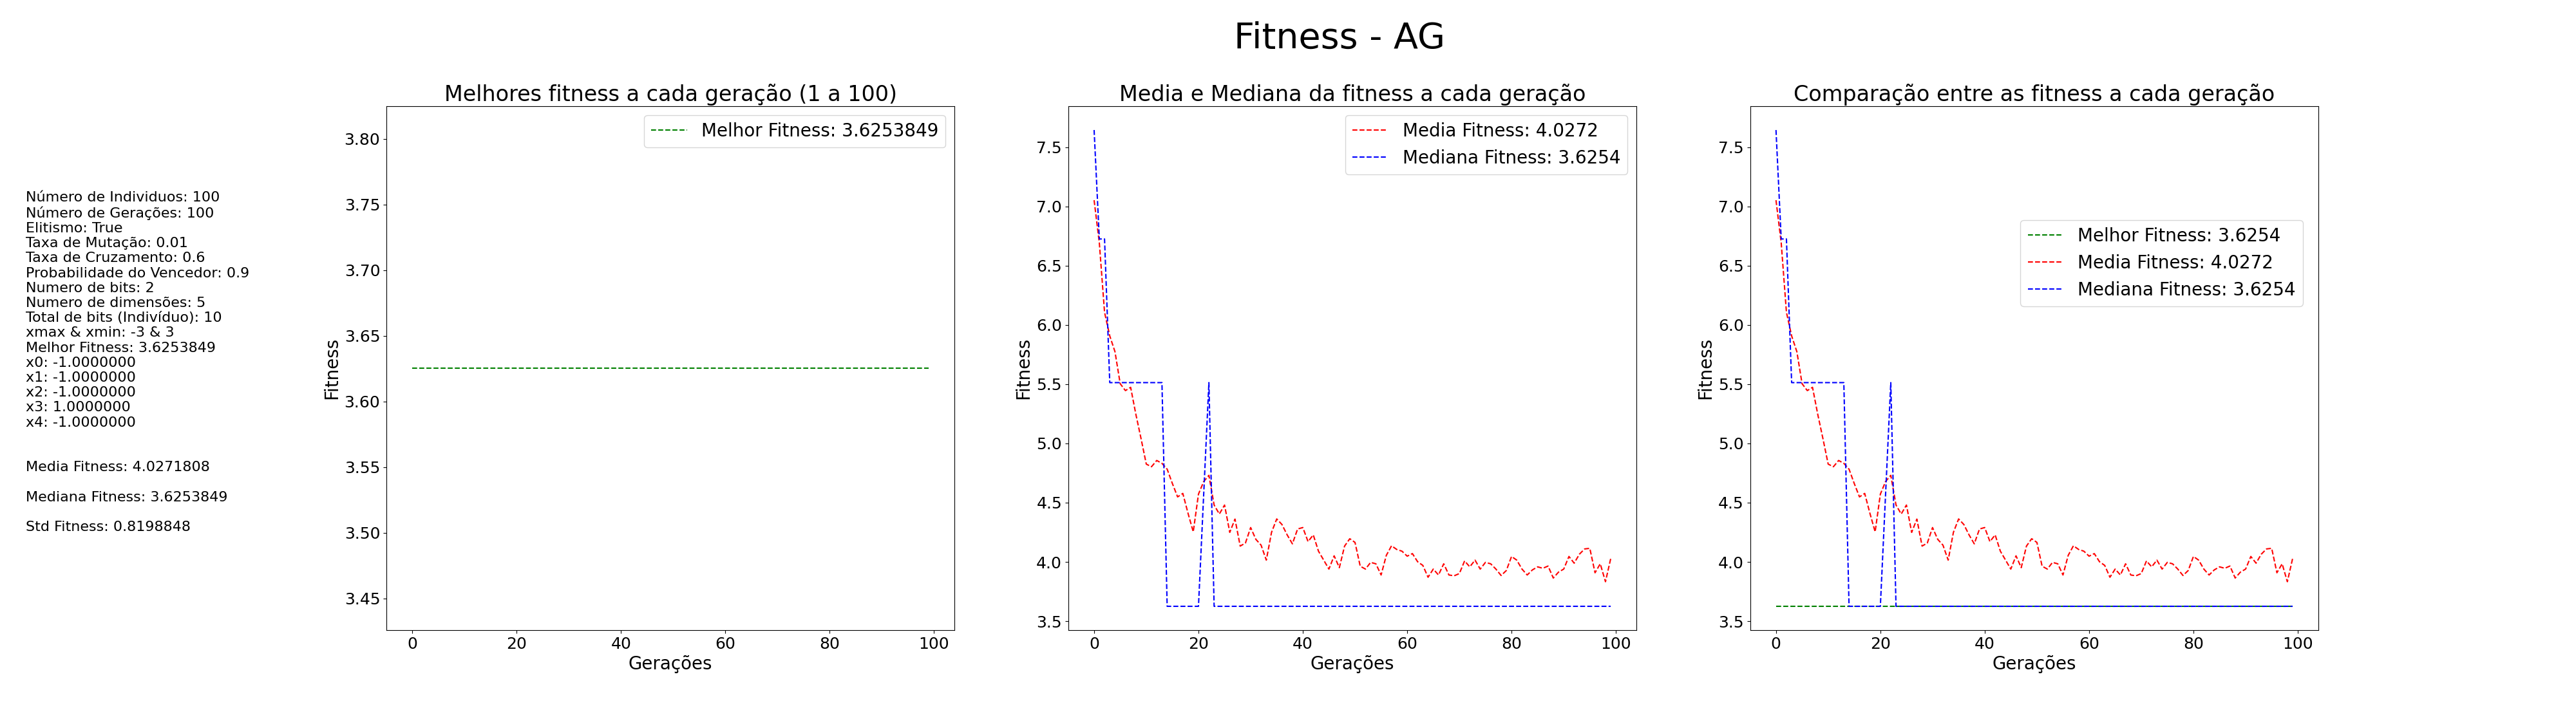 Fitness - AG
Número de Individuos: 100
Número de Gerações: 100
Elitismo: True
Taxa de Mutação: 0.01
Taxa de Cruzamento: 0.6
Probabilidade do Vencedor: 0.9
Numero de bits: 2
Numero de dimensões: 5
Total de bits (Indivíduo): 10
xmax & xmin: -3 & 3
Melhor Fitness: 3.6253849
x0: -1.0000000
x1: -1.0000000
x2: -1.0000000
x3: 1.0000000
x4: -1.0000000
Media Fitness: 4.0271808
Mediana Fitness: 3.6253849
Std Fitness: 0.8198848
Melhores fitness a cada geração (1 a 100)
Melhor Fitness: 3.6253849
Fitness
3.80
3.75
3.70
3.65
3.60
3.55
3.50
3.45
0 20 40 60 80 100
Gerações
Media e Mediana da fitness a cada geração
Media Fitness: 4.0272
Mediana Fitness: 3.6254
Fitness
7.5
7.0
6.5
6.0
5.5
5.0
4.5
4.0
3.5
0 20 40 60 80 100
Gerações
Comparação entre as fitness a cada geração
Melhor Fitness: 3.6254
Media Fitness: 4.0272
Mediana Fitness: 3.6254
Fitness
7.5
7.0
6.5
6.0
5.5
5.0
4.5
4.0
3.5
0 20 40 60 80 100
Gerações